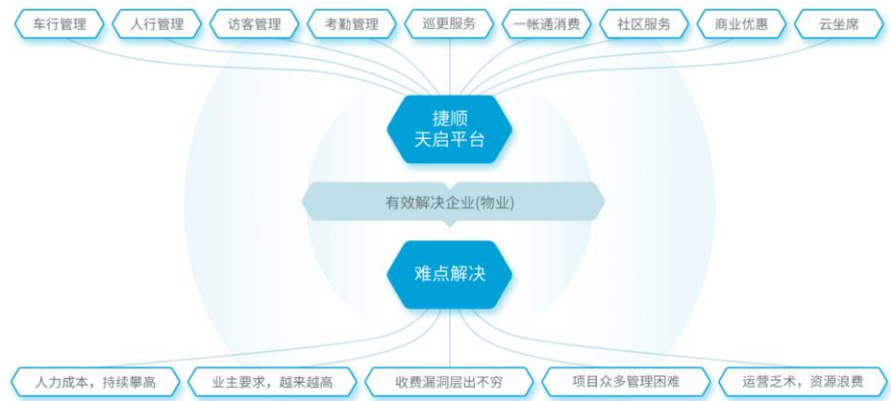 车行管理
人行管理
访客管理
考勤管理
巡更服务
一帐通消费
社区服务
商业优惠
云坐席
捷顺
天启平台
有效解决企业(物业)
难点解决
人力成本，持续攀高
业主要求，越来越高
收费漏洞层出不穷
项目众多管理困难
运营乏术，资源浪费